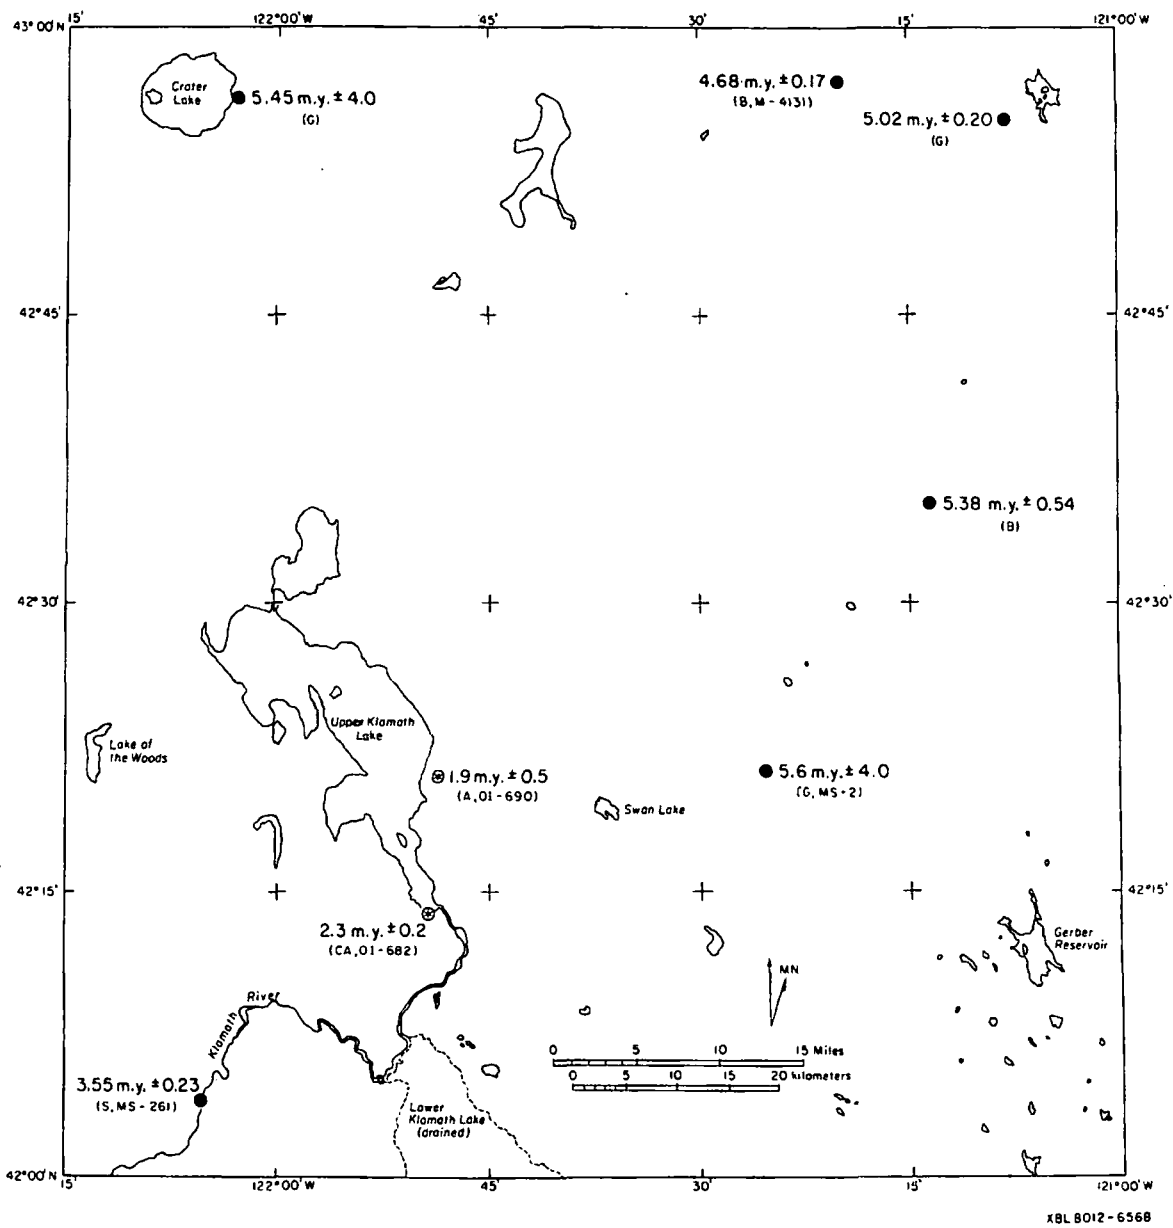 15' 122°00'W 45' 30' 15' 121°00'W
43°00'N
Crater
Lake
5.45 m.y. ± 4.0
(G)
4.68 m.y. ± 0.17
(B, M-4131)
5.02 m.y. ± 0.20
(G)
42°45' 42°45'
5.38 m.y. ± 0.54
(B)
42°30' 42°30'
Upper Klamath
Lake
Lake of
the Woods
1.9 m.y. ± 0.5
(A, 01-690)
5.6 m.y. ± 4.0
(G, MS-2)
Swan Lake
42°15' 42°15'
2.3 m.y. ± 0.2
(CA, 01-682)
Gerber
Reservoir
MN
Klamath River
0 5 10 15 Miles
0 5 10 15 20 kilometers
3.55 m.y. ± 0.23
(S, MS-261)
Lower
Klamath Lake
(drained)
42°00'N
15' 122°00'W 45' 30' 15' 121°00'W
XBL 8012-6568